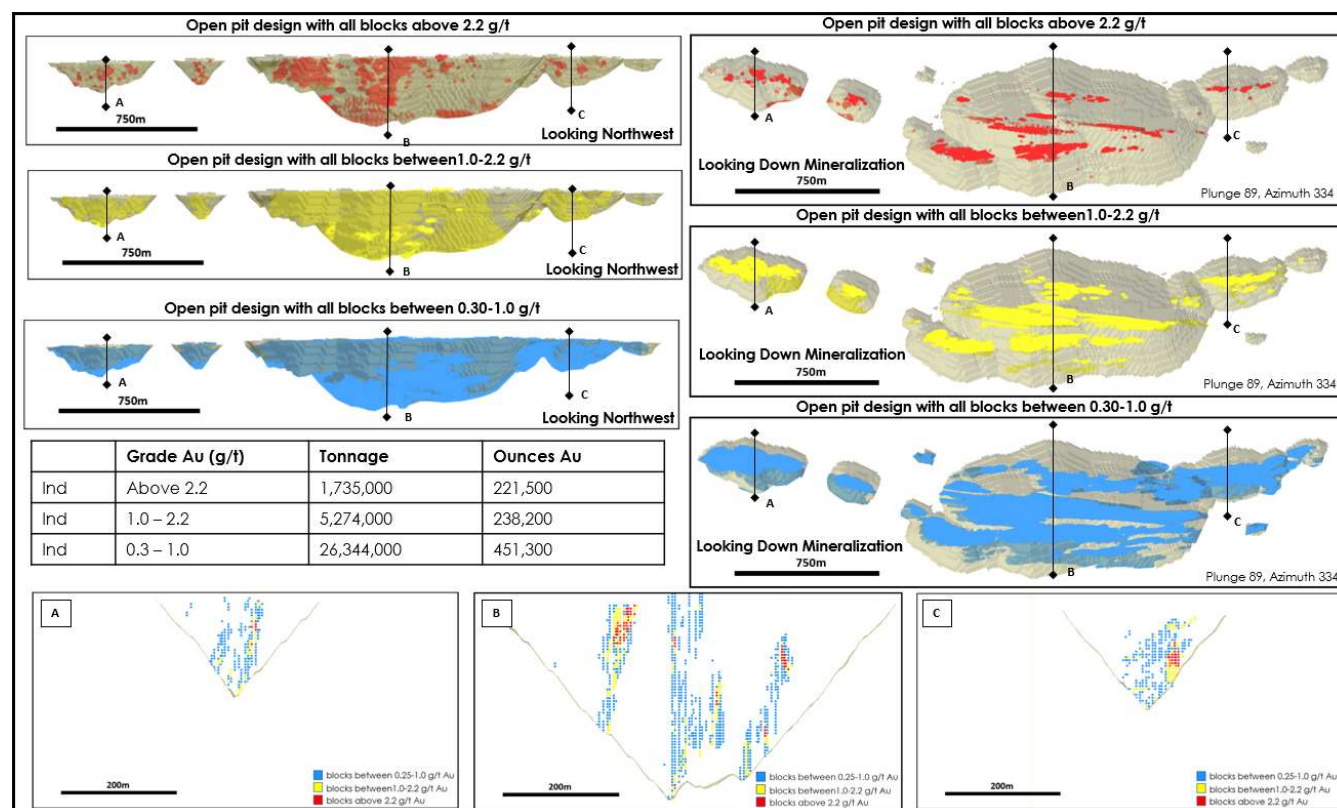 Open pit design with all blocks above 2.2 g/t
A
B
C
750m
Looking Northwest
Open pit design with all blocks between1.0-2.2 g/t
A
B
C
750m
Looking Northwest
Open pit design with all blocks between 0.30-1.0 g/t
A
B
C
750m
Looking Northwest
Grade Au (g/t) Tonnage Ounces Au
Ind Above 2.2 1,735,000 221,500
Ind 1.0 – 2.2 5,274,000 238,200
Ind 0.3 – 1.0 26,344,000 451,300
Open pit design with all blocks above 2.2 g/t
A
B
C
Looking Down Mineralization
750m
Plunge 89, Azimuth 334
Open pit design with all blocks between1.0-2.2 g/t
A
B
C
Looking Down Mineralization
750m
Plunge 89, Azimuth 334
Open pit design with all blocks between 0.30-1.0 g/t
A
B
C
Looking Down Mineralization
750m
Plunge 89, Azimuth 334
A
200m
blocks between 0.25-1.0 g/t Au
blocks between1.0-2.2 g/t Au
blocks above 2.2 g/t Au
B
200m
blocks between 0.25-1.0 g/t Au
blocks between1.0-2.2 g/t Au
blocks above 2.2 g/t Au
C
200m
blocks between 0.25-1.0 g/t Au
blocks between1.0-2.2 g/t Au
blocks above 2.2 g/t Au